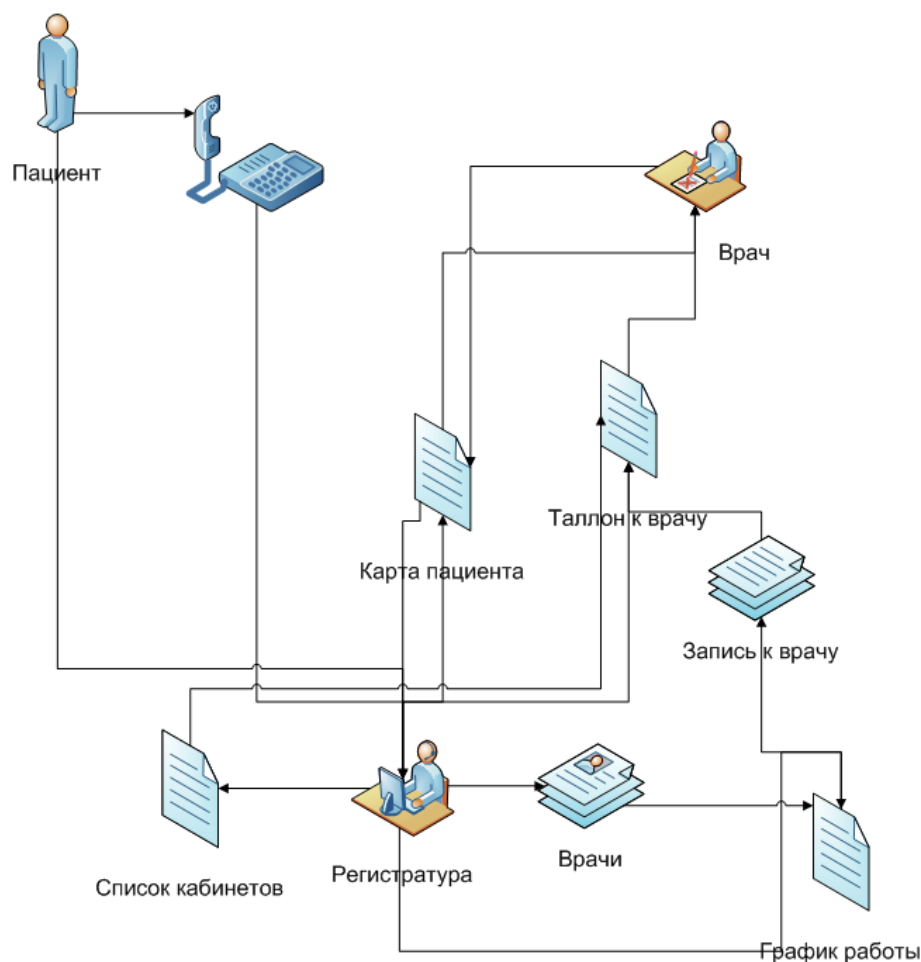 Пациент
Врач
Таллон к врачу
Карта пациента
Запись к врачу
Врачи
Регистратура
Список кабинетов
График работы